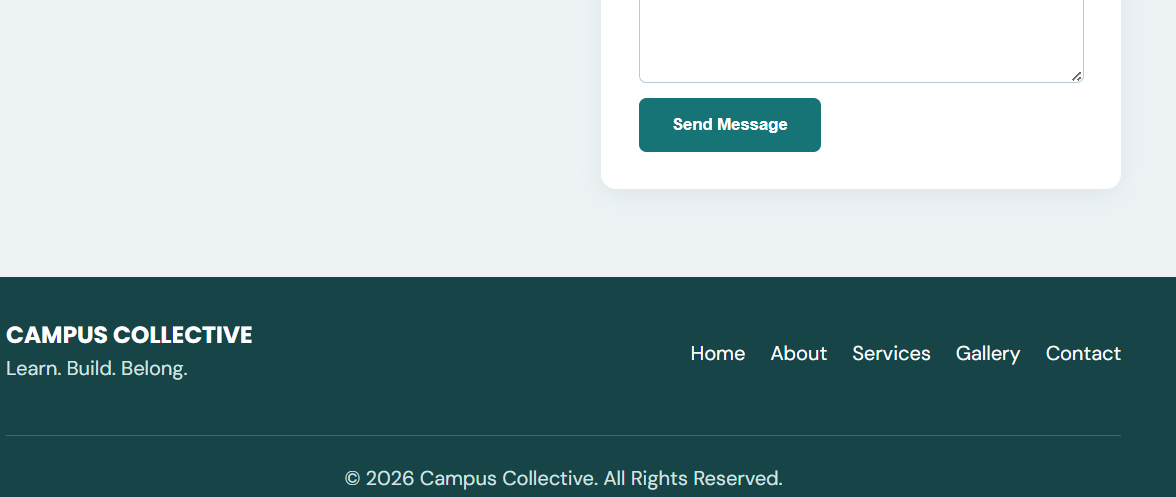 Send Message
CAMPUS COLLECTIVE
Learn. Build. Belong.
Home About Services Gallery Contact
© 2026 Campus Collective. All Rights Reserved.